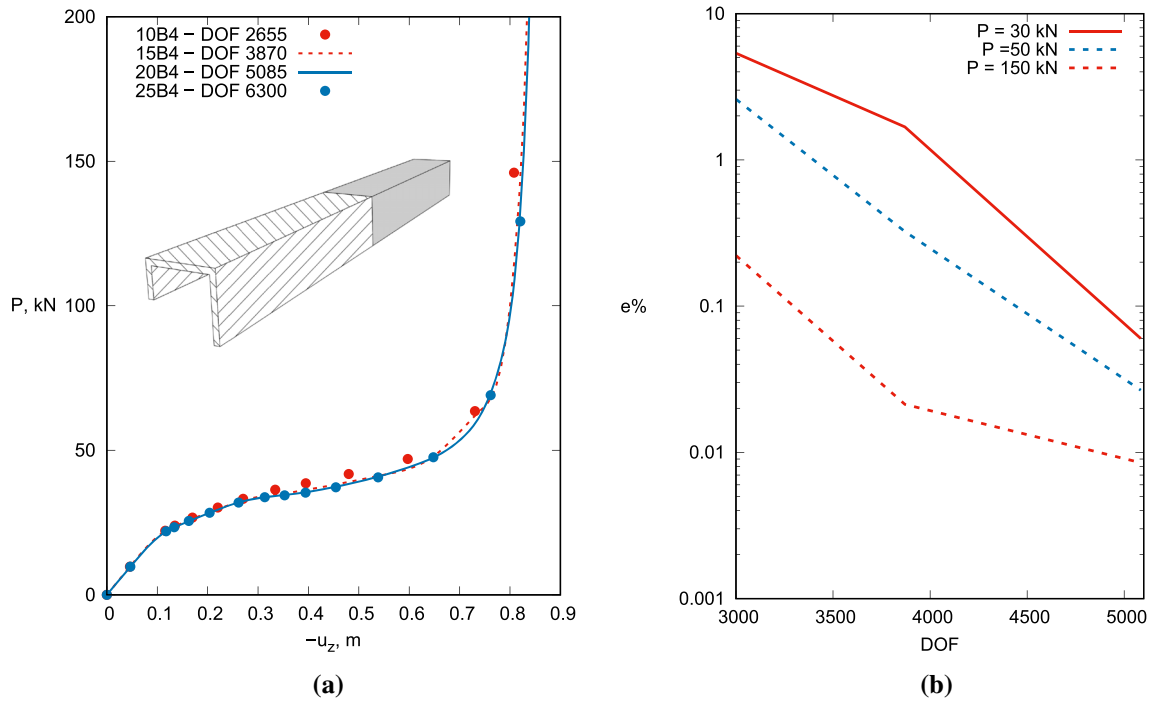 10B4 – DOF 2655
15B4 – DOF 3870
20B4 – DOF 5085
25B4 – DOF 6300
200
150
100
50
0
P, kN
0 0.1 0.2 0.3 0.4 0.5 0.6 0.7 0.8 0.9
–uz, m
(a)
P = 30 kN
P =50 kN
P = 150 kN
10
1
0.1
0.01
0.001
e%
3000 3500 4000 4500 5000
DOF
(b)